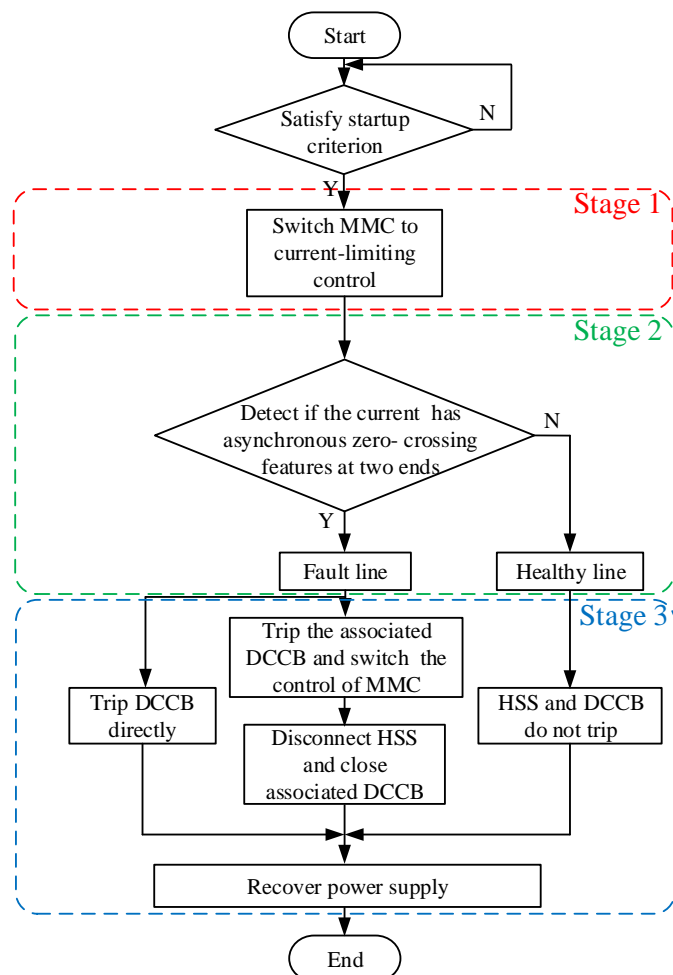 Start
Satisfy startup
criterion
N
Y
Stage 1
Switch MMC to
current-limiting
control
Stage 2
Detect if the current has
asynchronous zero- crossing
features at two ends
N
Y
Fault line
Healthy line
Stage 3
Trip the associated
DCCB and switch the
control of MMC
Trip DCCB
directly
HSS and DCCB
do not trip
Disconnect HSS
and close
associated DCCB
Recover power supply
End